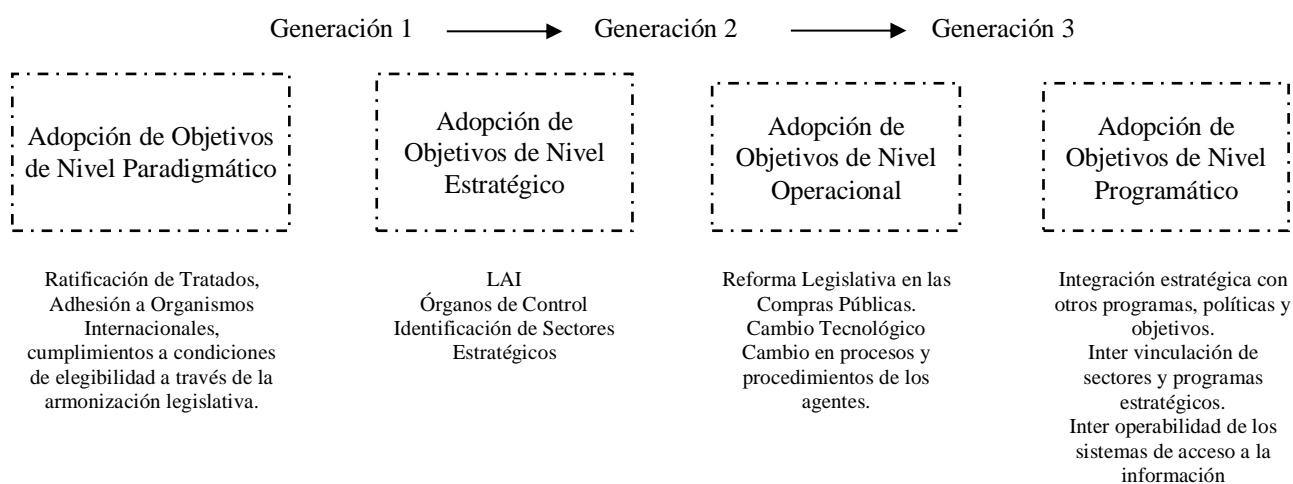 Generación 1
Generación 2
Generación 3
Adopción de Objetivos
de Nivel Paradigmático
Adopción de
Objetivos de Nivel
Estratégico
Adopción de
Objetivos de Nivel
Operacional
Adopción de
Objetivos de Nivel
Programático
Ratificación de Tratados,
Adhesión a Organismos
Internacionales,
cumplimientos a condiciones
de elegibilidad a través de la
armonización legislativa.
LAI
Órganos de Control
Identificación de Sectores
Estratégicos
Reforma Legislativa en las
Compras Públicas.
Cambio Tecnológico
Cambio en procesos y
procedimientos de los
agentes.
Integración estratégica con
otros programas, políticas y
objetivos.
Inter vinculación de
sectores y programas
estratégicos.
Inter operabilidad de los
sistemas de acceso a la
información